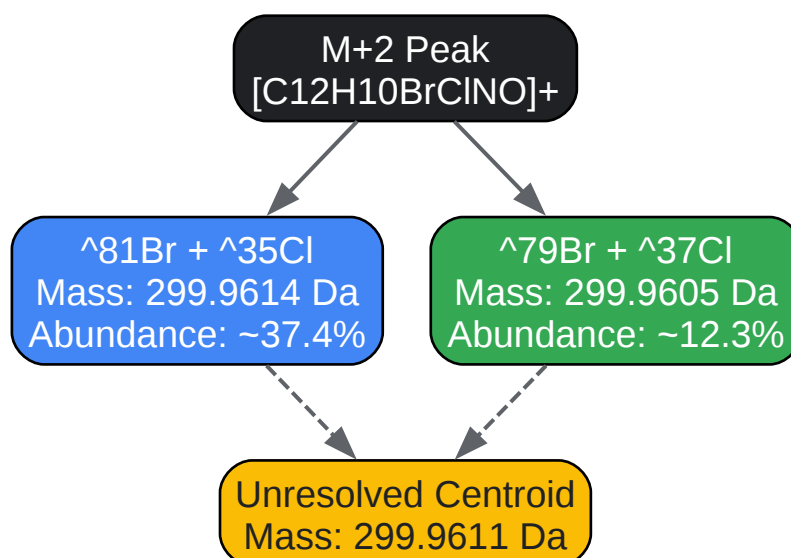 M+2 Peak
[C12H10BrClNO]+
^81Br + ^35Cl
Mass: 299.9614 Da
Abundance: ~37.4%
^79Br + ^37Cl
Mass: 299.9605 Da
Abundance: ~12.3%
Unresolved Centroid
Mass: 299.9611 Da